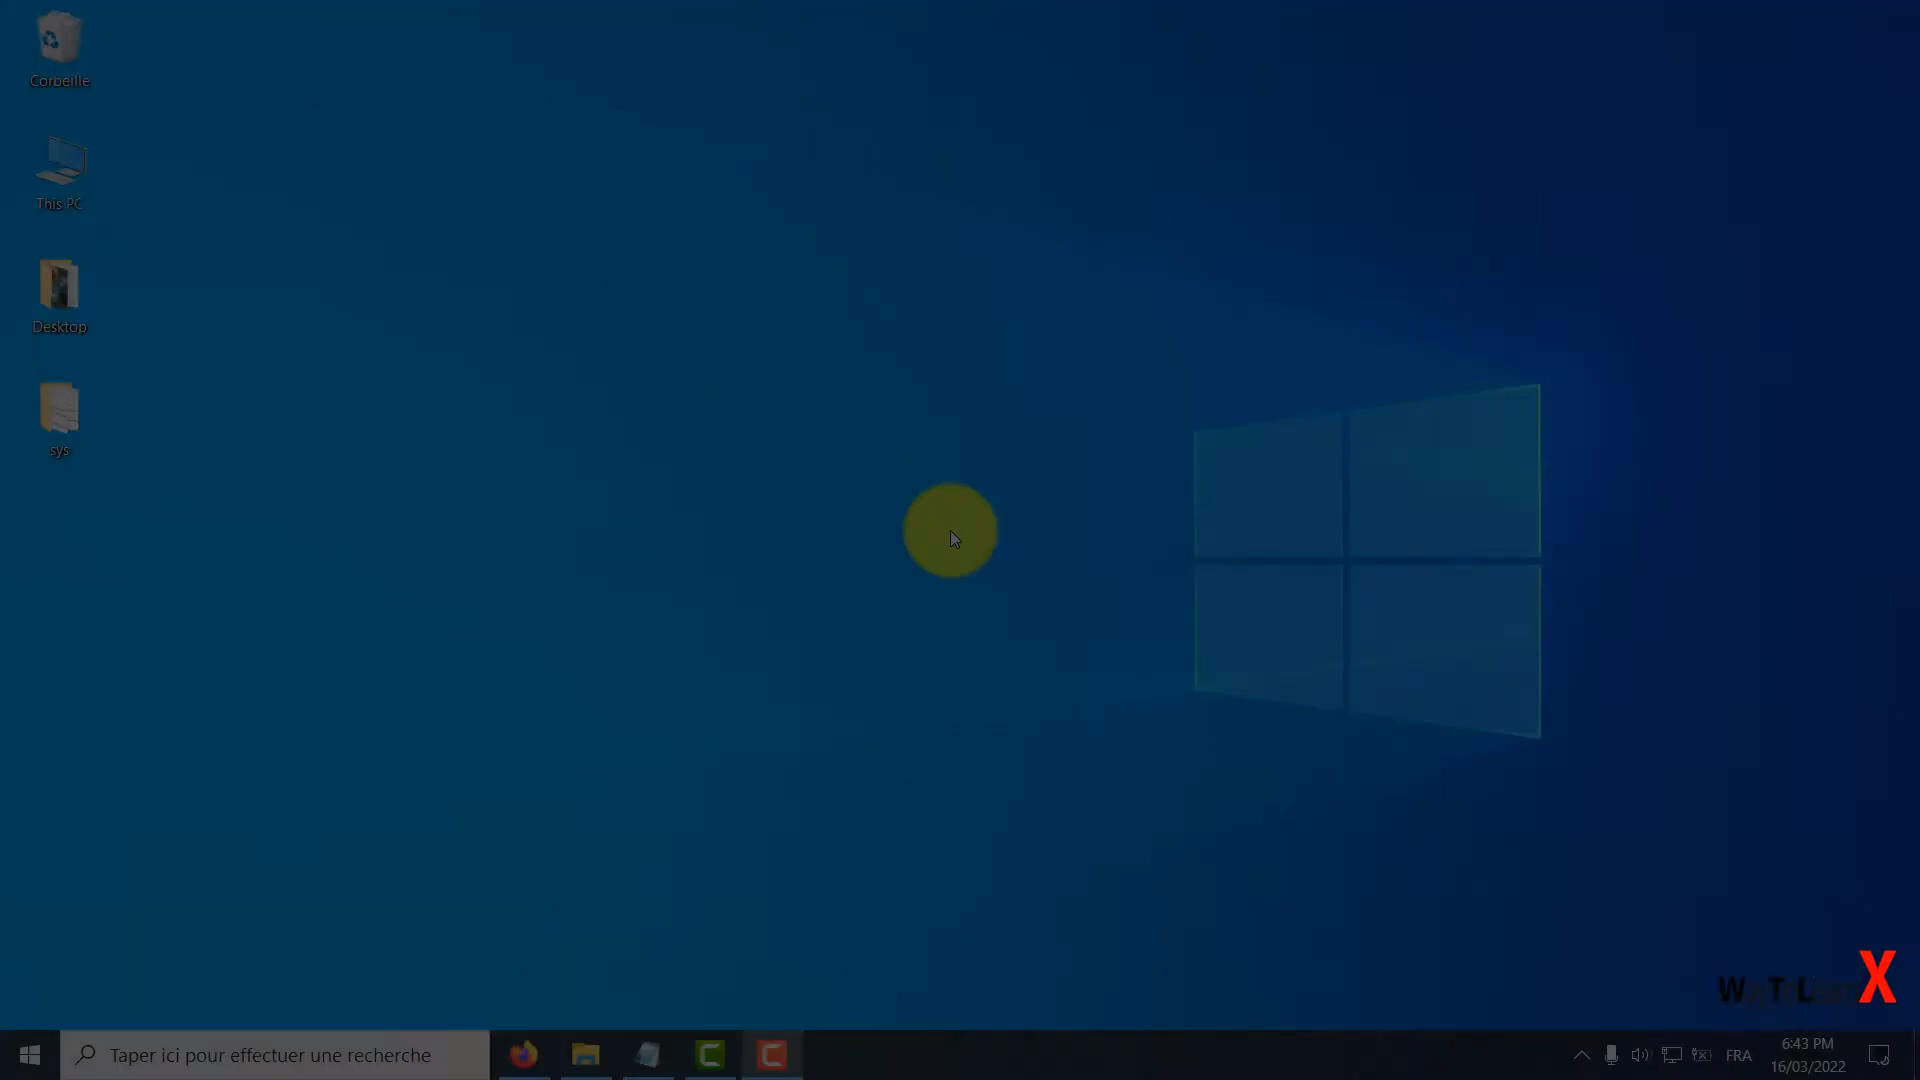 Corbeille
This PC
Desktop
sys
X
Taper ici pour effectuer une recherche
FRA
6:43 PM
16/03/2022